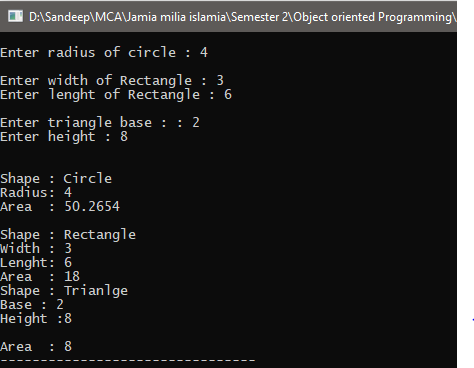 D:\Sandeep\MCA\Jamia milia islamia\Semester 2\Object oriented Programming\
Enter radius of circle : 4
Enter width of Rectangle : 3
Enter lenght of Rectangle : 6
Enter triangle base : : 2
Enter height : 8
Shape : Circle
Radius: 4
Area  : 50.2654
Shape : Rectangle
Width : 3
Lenght: 6
Area  : 18
Shape : Trianlge
Base : 2
Height :8
Area  : 8
--------------------------------